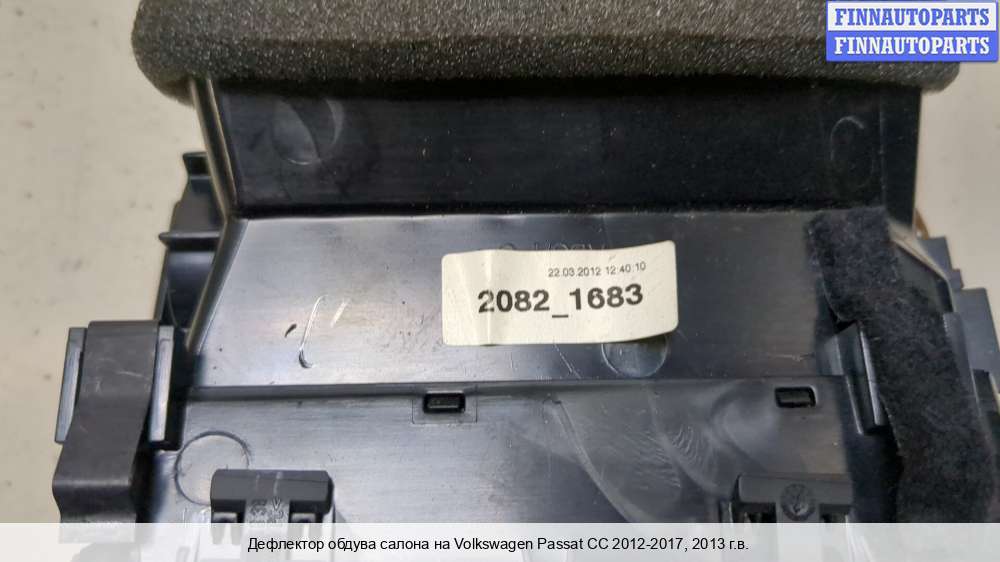 FINNAUTOPARTS
FINNAUTOPARTS
22.03.2012 12:40:10
2082_1683
Дефлектор обдува салона на Volkswagen Passat CC 2012-2017, 2013 г.в.